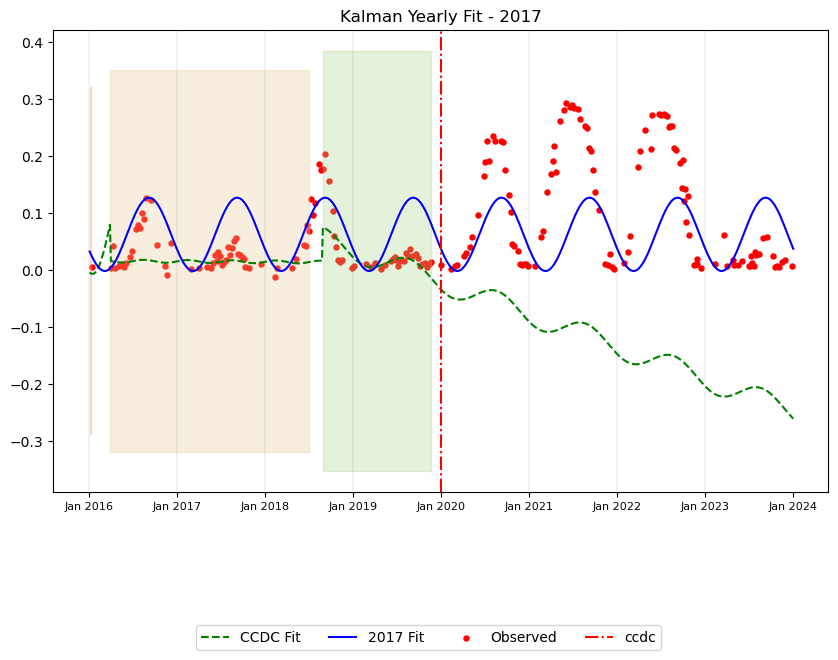 Kalman Yearly Fit - 2017
0.4
0.3
0.2
0.1
0.0
−0.1
−0.2
−0.3
Jan 2016 Jan 2017 Jan 2018 Jan 2019 Jan 2020 Jan 2021 Jan 2022 Jan 2023 Jan 2024
CCDC Fit 2017 Fit Observed ccdc